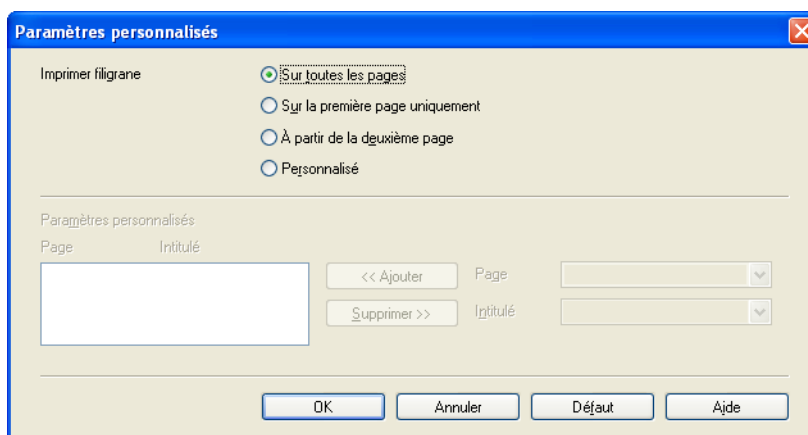 Paramètres personnalisés
Imprimer filigrane
Sur toutes les pages
Sur la première page uniquement
À partir de la deuxième page
Personnalisé
Paramètres personnalisés
Page Intitulé
<< Ajouter Page
Supprimer >> Intitulé
OK Annuler Défaut Aide